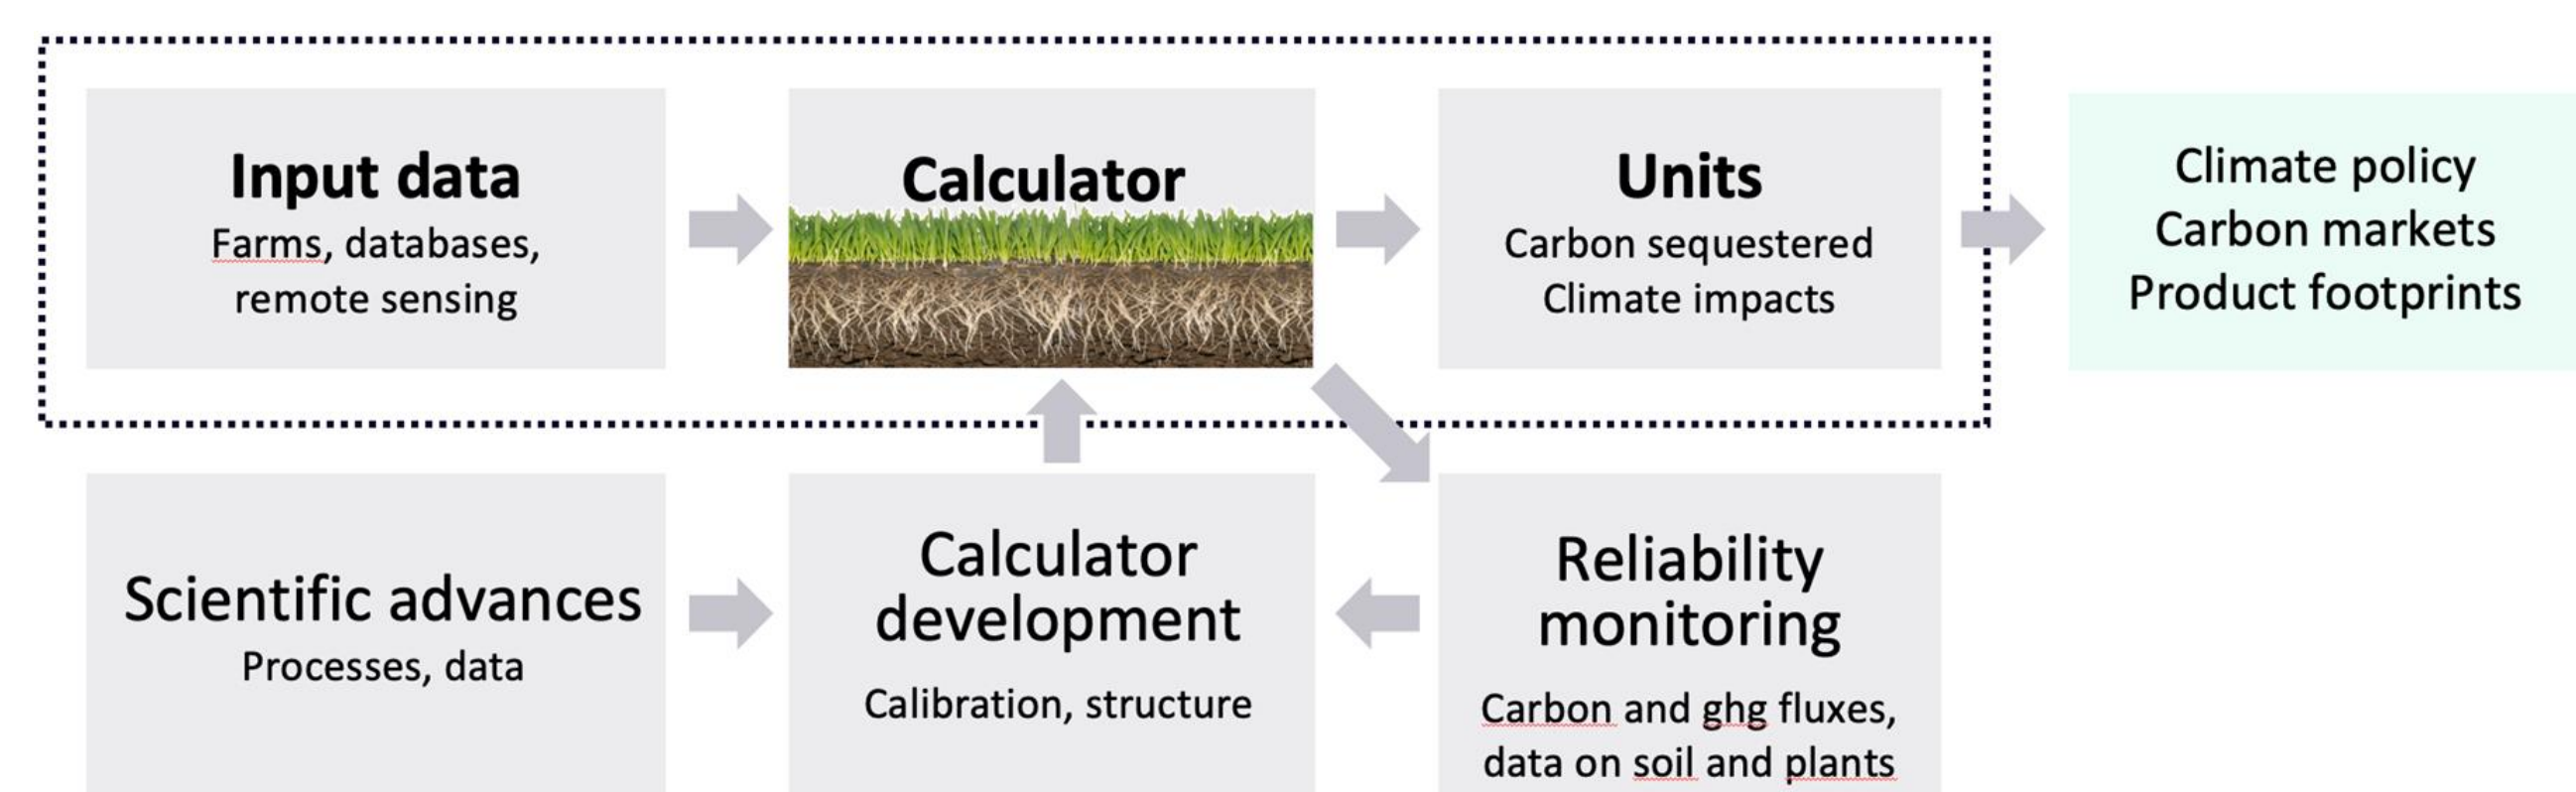 Input data
Farms, databases,
remote sensing
Calculator
Units
Carbon sequestered
Climate impacts
Climate policy
Carbon markets
Product footprints
Scientific advances
Processes, data
Calculator
development
Calibration, structure
Reliability
monitoring
Carbon and ghg fluxes,
data on soil and plants